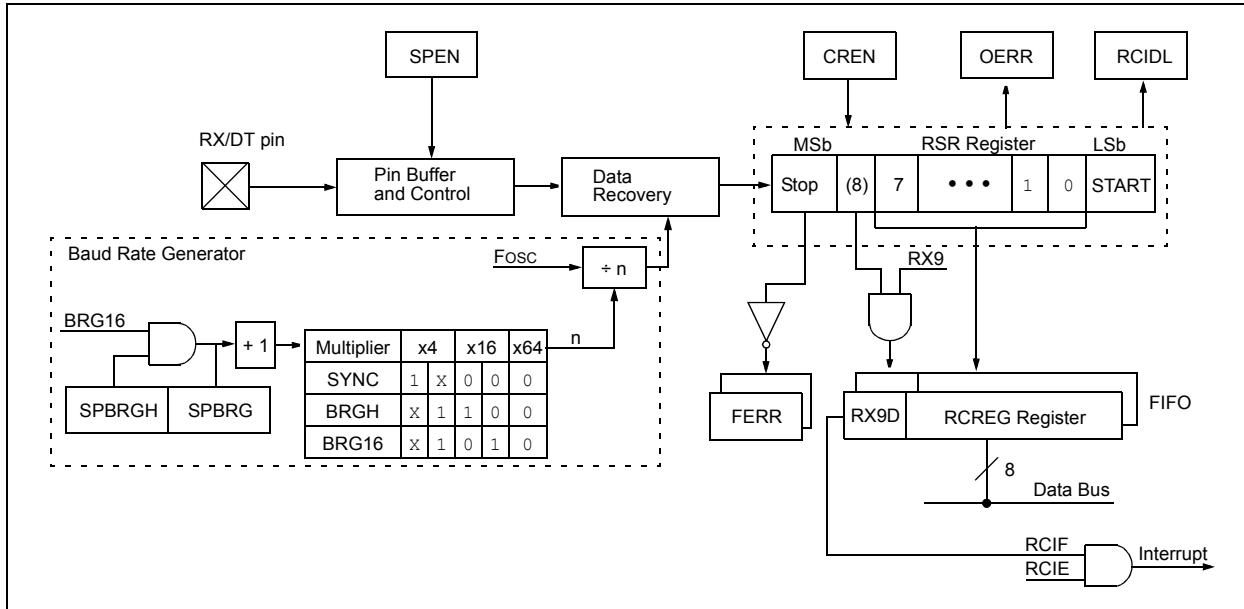 SPEN
CREN
OERR
RCIDL
RX/DT pin
MSb
RSR Register
LSb
Pin Buffer
and Control
Data
Recovery
Stop (8) 7 • • • 1 0 START
Baud Rate Generator
FOSC
÷ n
RX9
BRG16
+ 1
n
Multiplier x4 x16 x64
SYNC 1 X 0 0 0
BRGH X 1 1 0 0
BRG16 X 1 0 1 0
SPBRGH SPBRG
FERR
RX9D RCREG Register
FIFO
8
Data Bus
RCIF
RCIE
Interrupt